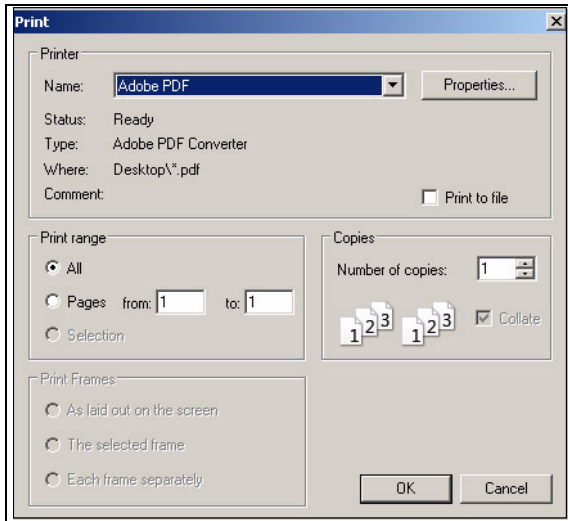 Print
Printer
Name: Adobe PDF Properties...
Status: Ready
Type: Adobe PDF Converter
Where: Desktop\*.pdf
Comment:
Print to file
Print range
All
Pages from: 1 to: 1
Selection
Copies
Number of copies: 1
1 2 3 1 2 3 Collate
Print Frames
As laid out on the screen
The selected frame
Each frame separately
OK Cancel